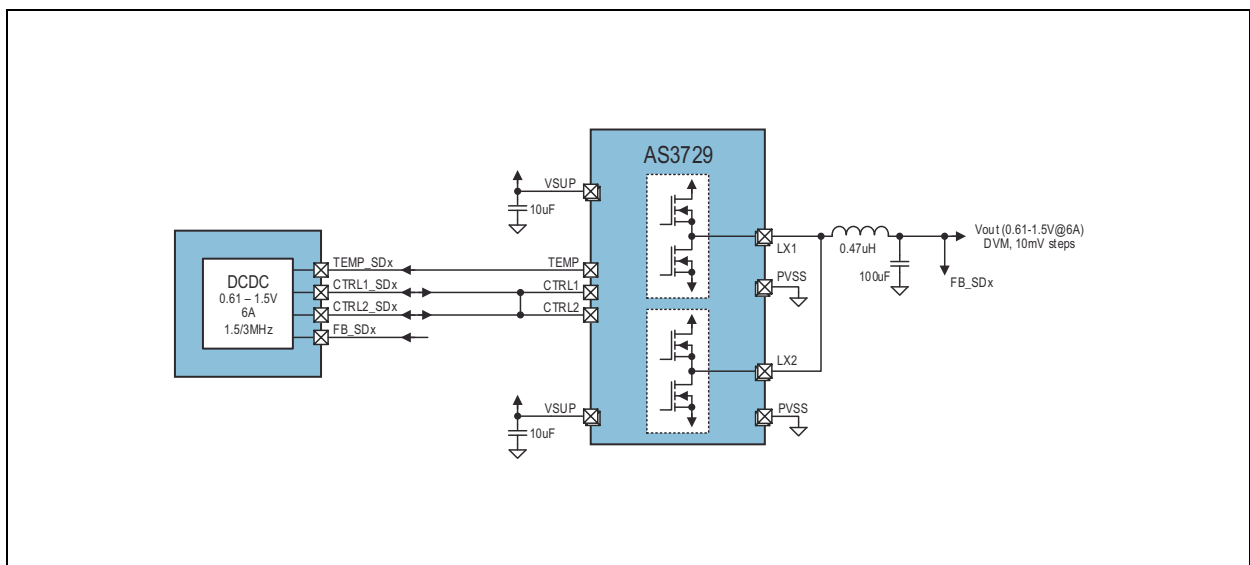 AS3729
VSUP
10uF
DCDC
0.61 – 1.5V
6A
1.5/3MHz
TEMP_SDx
CTRL1_SDx
CTRL2_SDx
FB_SDx
TEMP
CTRL1
CTRL2
VSUP
10uF
LX1
PVSS
LX2
PVSS
0.47uH
100uF
Vout (0.61-1.5V@6A)
DVM, 10mV steps
FB_SDx